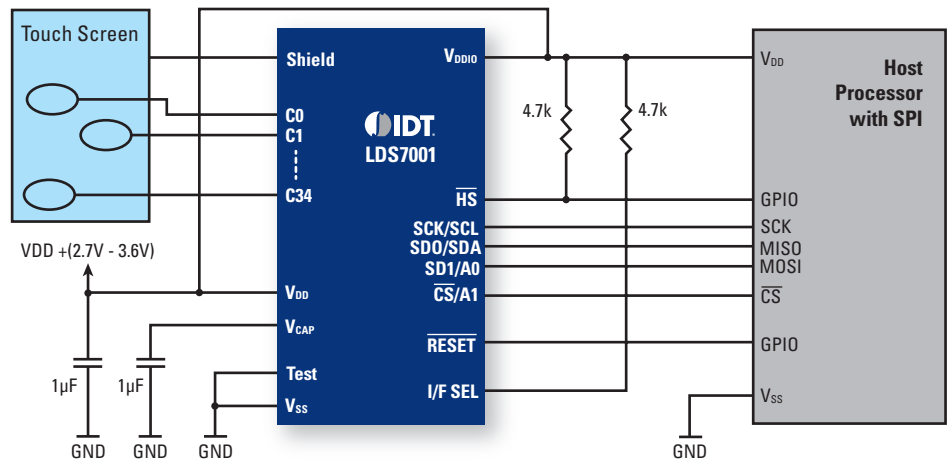 Touch Screen
Shield
C0
C1
C34
VDD +(2.7V - 3.6V)
VDD
VCAP
Test
VSS
1µF
1µF
GND
GND
GND
IDT.
LDS7001
VDDIO
HS
SCK/SCL
SDO/SDA
SD1/A0
CS/A1
RESET
I/F SEL
4.7k
4.7k
VDD
Host
Processor
with SPI
GPIO
SCK
MISO
MOSI
CS
GPIO
VSS
GND